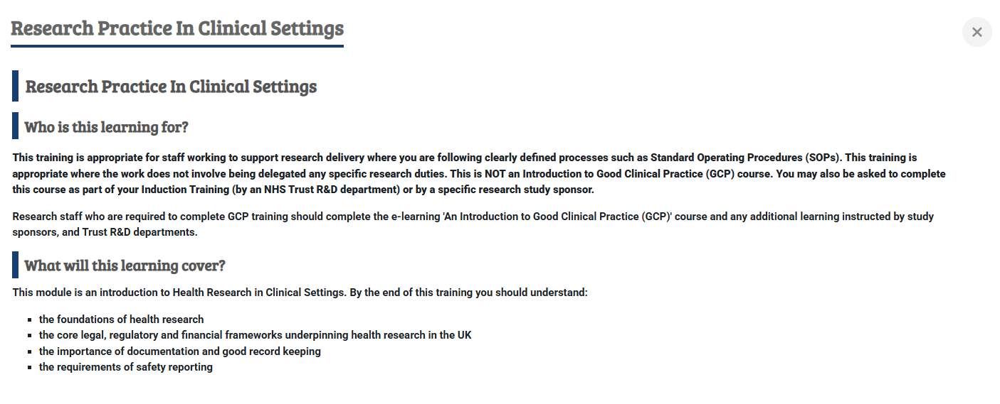 Research Practice In Clinical Settings
Research Practice In Clinical Settings
Who is this learning for?
This training is appropriate for staff working to support research delivery where you are following clearly defined processes such as Standard Operating Procedures (SOPs). This training is
appropriate where the work does not involve being delegated any specific research duties. This is NOT an Introduction to Good Clinical Practice (GCP) course. You may also be asked to complete
this course as part of your Induction Training (by an NHS Trust R&D department) or by a specific research study sponsor.
Research staff who are required to complete GCP training should complete the e-learning 'An Introduction to Good Clinical Practice (GCP)' course and any additional learning instructed by study
sponsors, and Trust R&D departments.
What will this learning cover?
This module is an introduction to Health Research in Clinical Settings. By the end of this training you should understand:
▪ the foundations of health research
▪ the core legal, regulatory and financial frameworks underpinning health research in the UK
▪ the importance of documentation and good record keeping
▪ the requirements of safety reporting